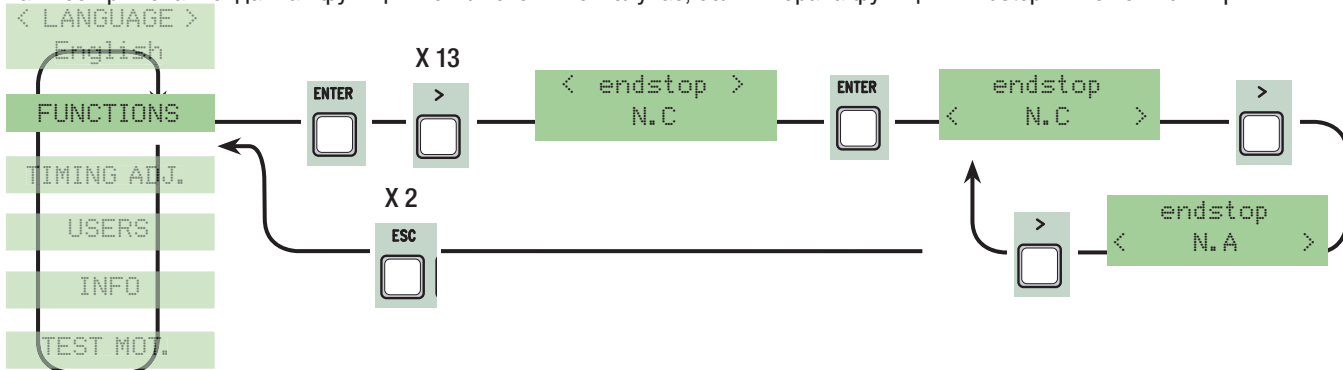 < LANGUAGE >
English
FUNCTIONS
TIMING ADJ.
USERS
INFO
TEST MOT.
ENTER
X 13
>
< endstop >
N.C
ENTER
endstop
< N.C >
>
endstop
< N.A >
>
X 2
ESC